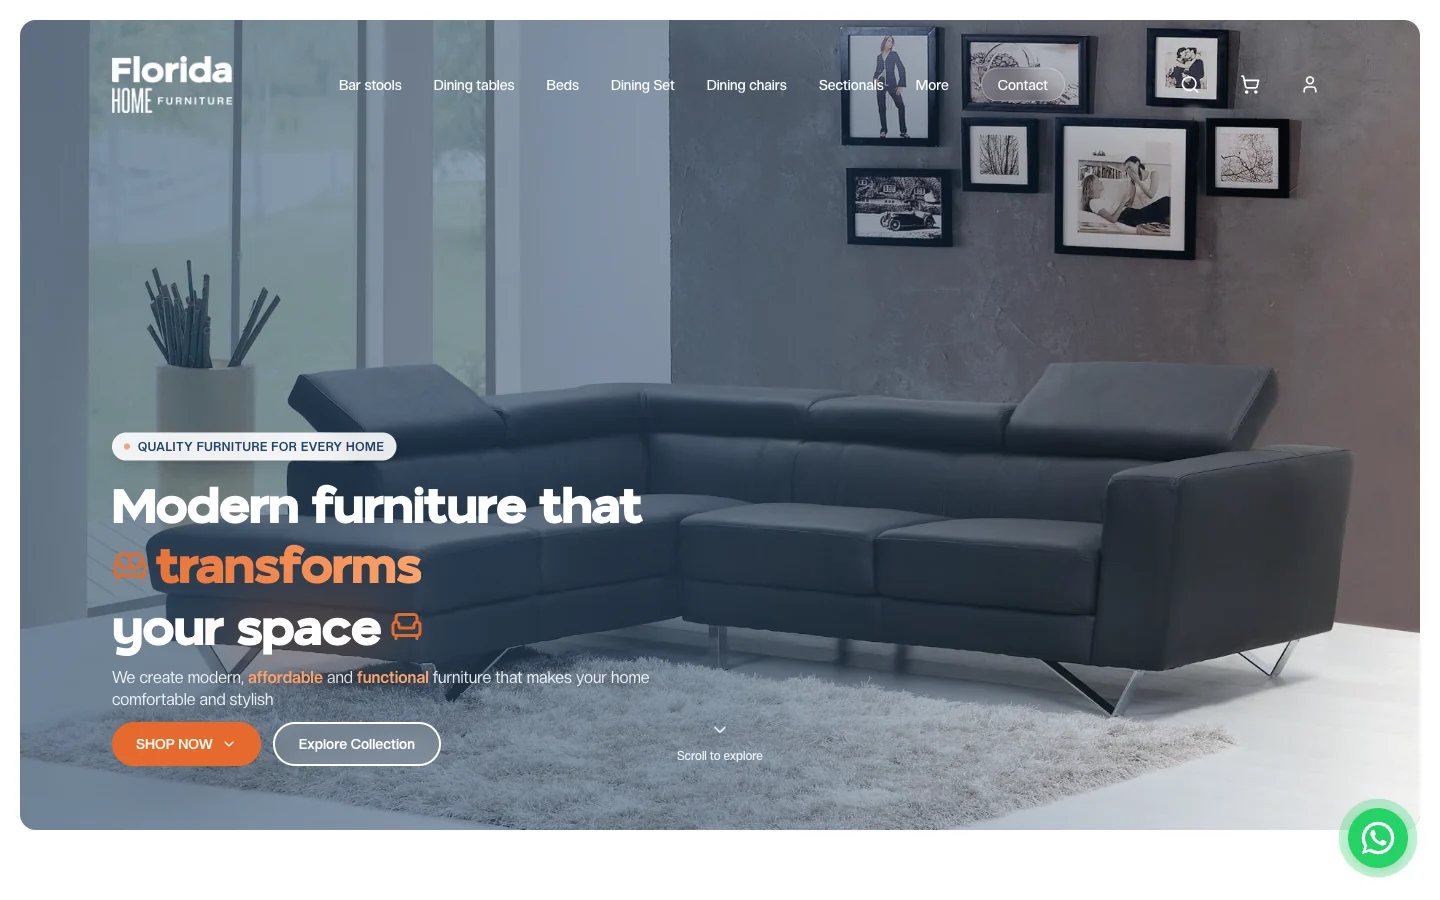 Florida
HOME FURNITURE
Bar stools
Dining tables
Beds
Dining Set
Dining chairs
Sectionals
More
Contact
QUALITY FURNITURE FOR EVERY HOME
Modern furniture that
transforms
your space
We create modern, affordable and functional furniture that makes your home
comfortable and stylish
SHOP NOW
Explore Collection
Scroll to explore